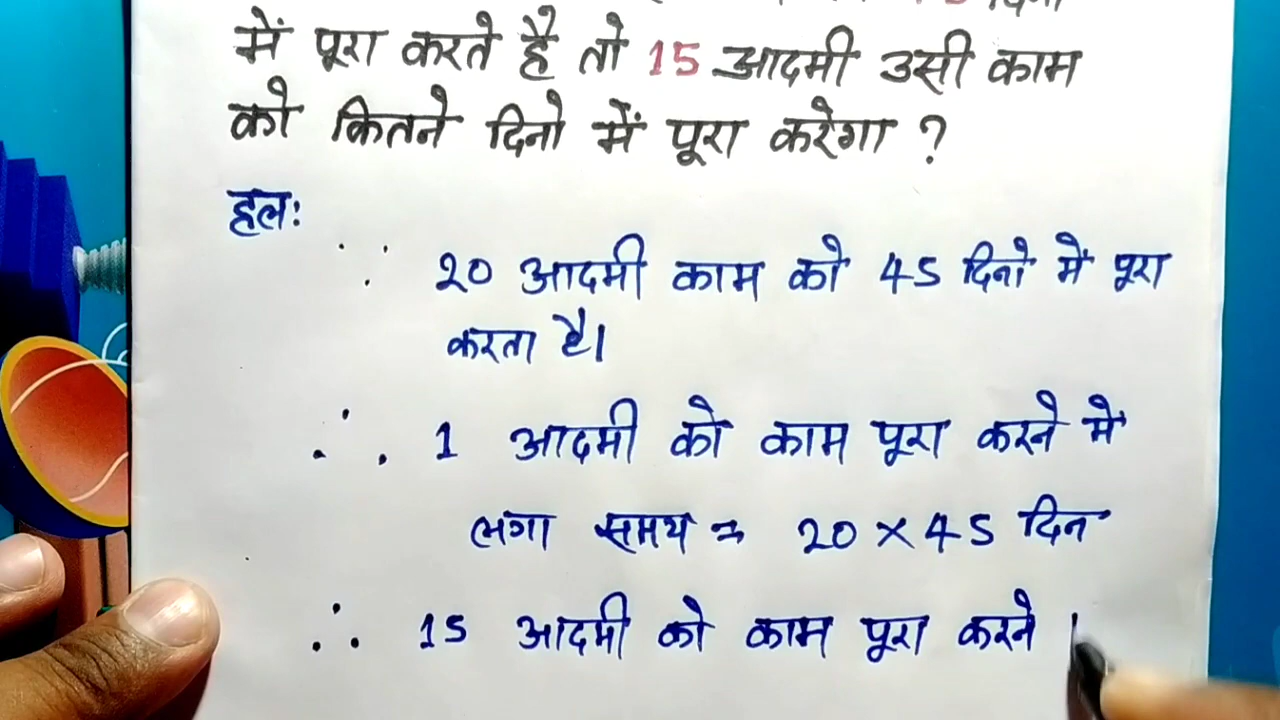 में पूरा करते है तो 15 आदमी उसी काम
को कितने दिनो में पूरा करेगा ?
हलः
∵ 20 आदमी काम को 45 दिनो में पूरा
करता है।
∴ 1 आदमी को काम पूरा करने में
लगा समय = 20 × 45 दिन
∴ 15 आदमी को काम पूरा करने